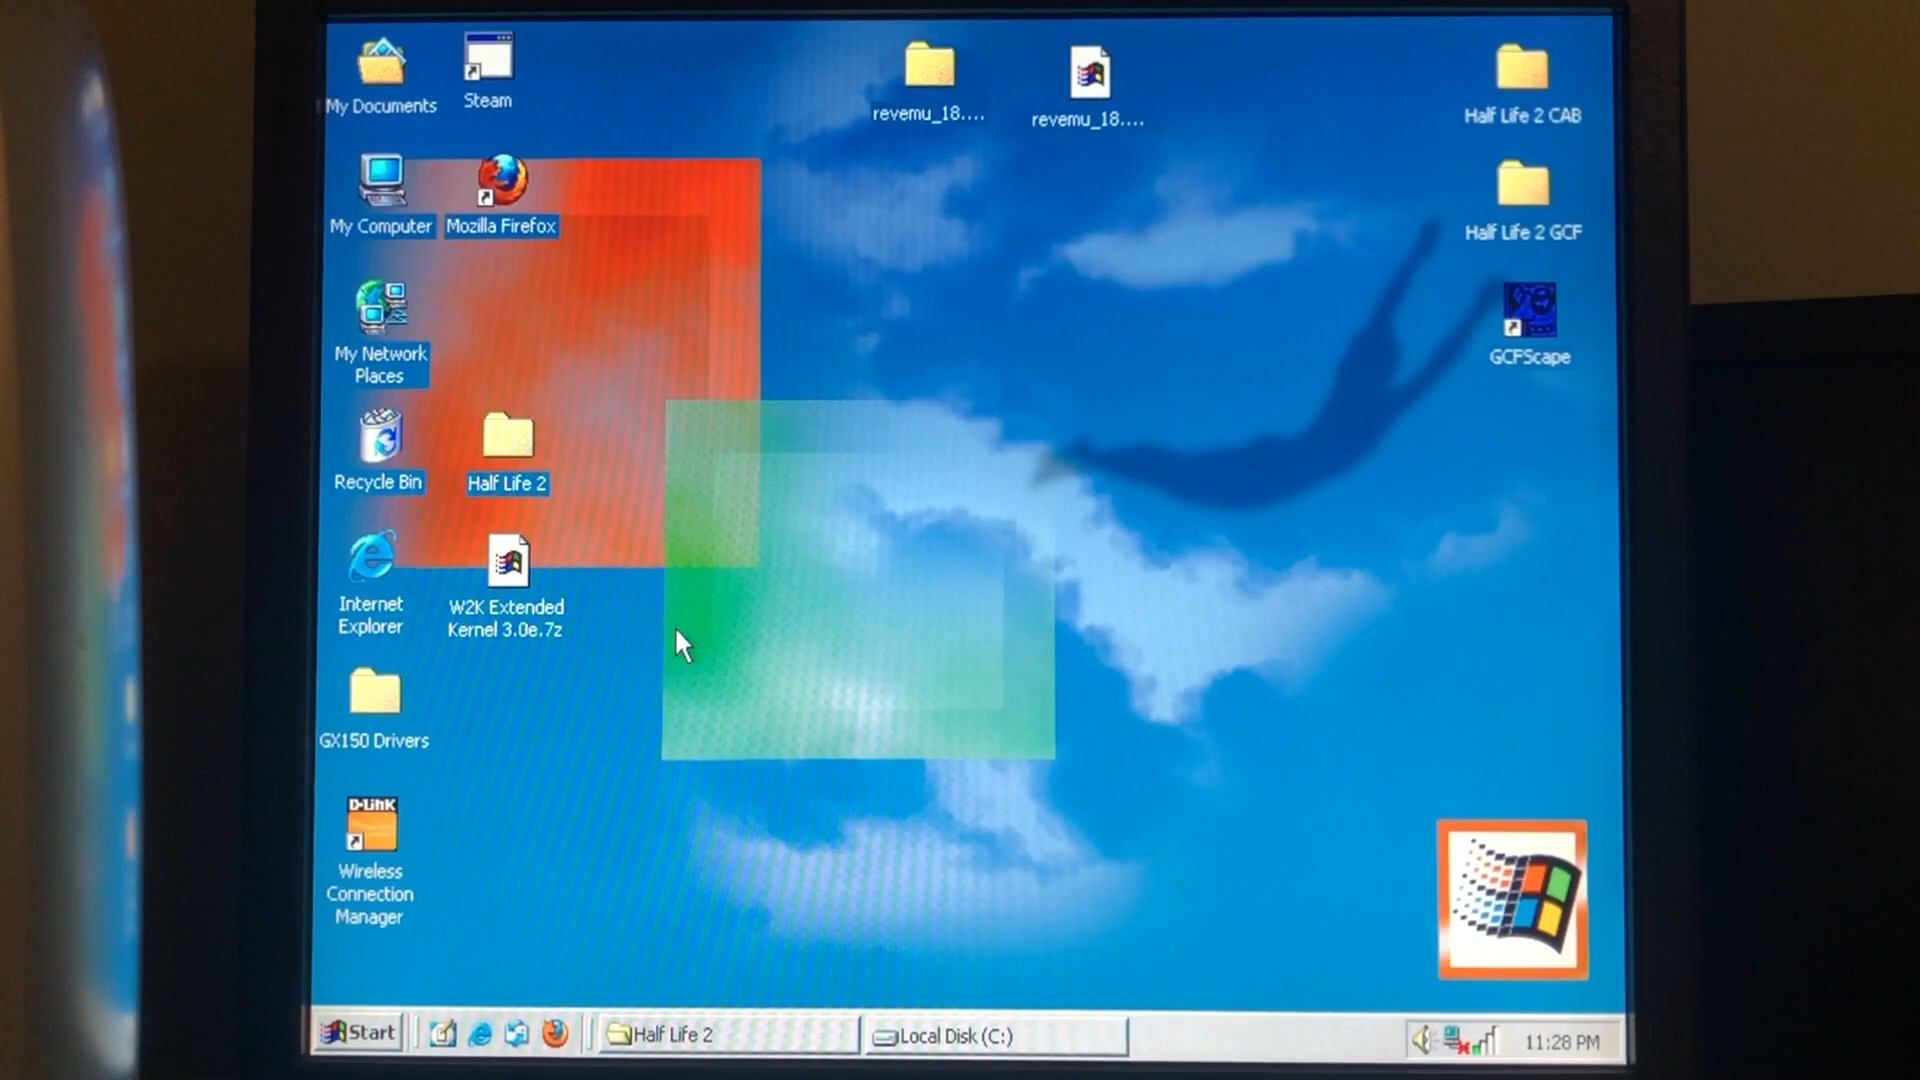 My Documents
Steam
revemu_18....
revemu_18....
Half Life 2 CAB
My Computer
Mozilla Firefox
Half Life 2 GCF
My Network
Places
GCFScape
Recycle Bin
Half Life 2
Internet
Explorer
W2K Extended
Kernel 3.0e.7z
GX150 Drivers
D-Link
Wireless
Connection
Manager
Start
Half Life 2
Local Disk (C:)
11:28 PM